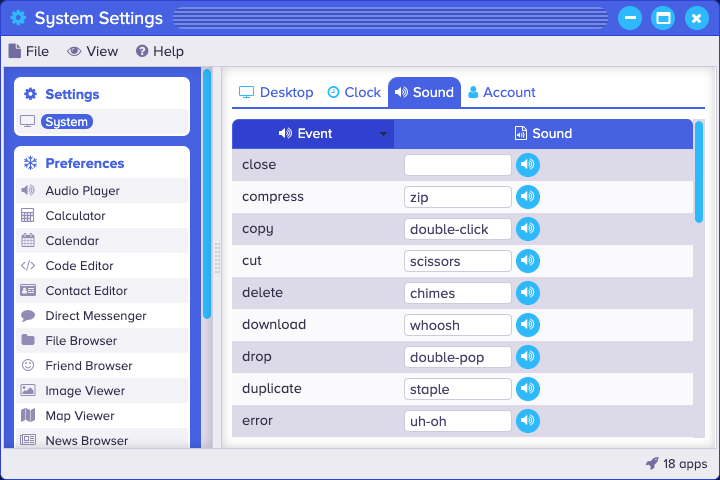 System Settings
File View Help
Settings
System
Preferences
Audio Player
Calculator
Calendar
Code Editor
Contact Editor
Direct Messenger
File Browser
Friend Browser
Image Viewer
Map Viewer
News Browser
Desktop Clock Sound Account
Event Sound
close
compress zip
copy double-click
cut scissors
delete chimes
download whoosh
drop double-pop
duplicate staple
error uh-oh
18 apps